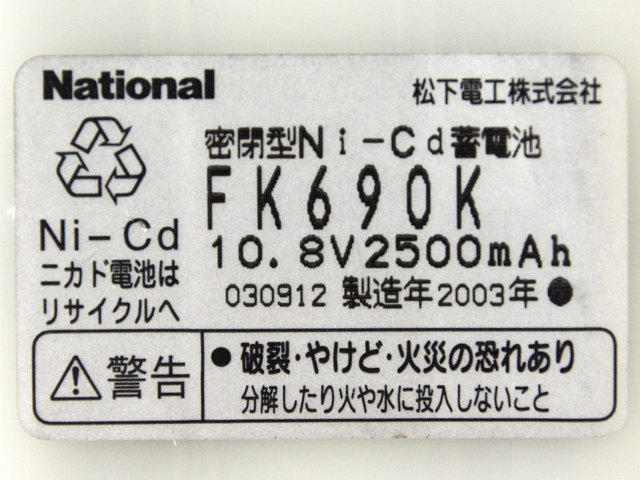 National
松下電工株式会社
密閉型Ni-Cd蓄電池
FK690K
10.8V2500mAh
Ni-Cd
ニカド電池は
リサイクルへ
030912 製造年2003年●
警告
●破裂・やけど・火災の恐れあり
分解したり火や水に投入しないこと